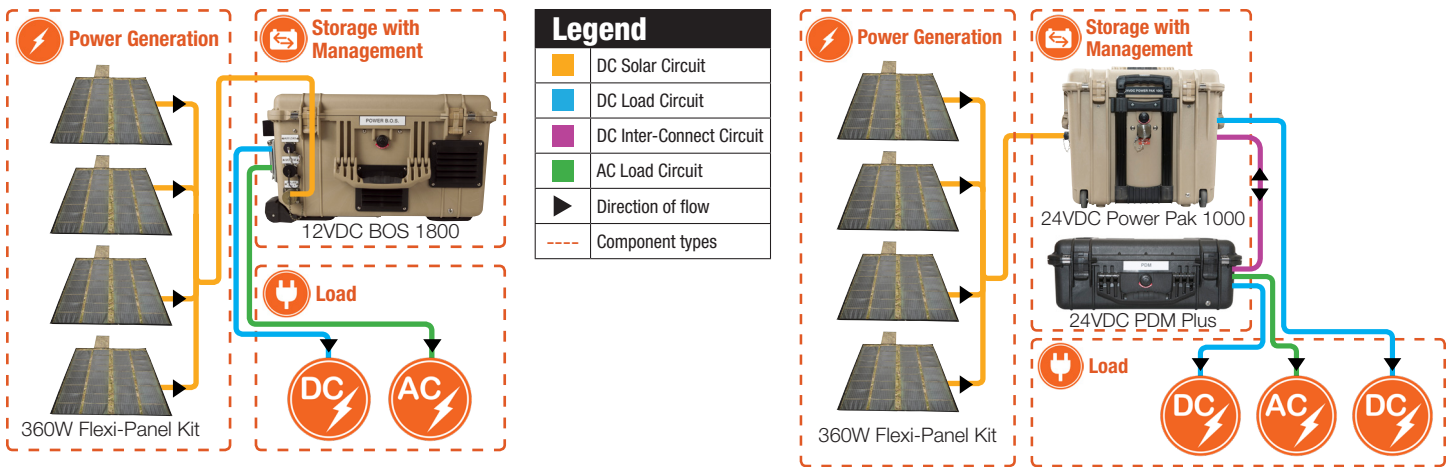 Power Generation
Storage with
Management
POWER B.O.S.
12VDC BOS 1800
Load
DC
AC
360W Flexi-Panel Kit
Legend
DC Solar Circuit
DC Load Circuit
DC Inter-Connect Circuit
AC Load Circuit
Direction of flow
Component types
Power Generation
Storage with
Management
24VDC Power Pak 1000
PDM
24VDC PDM Plus
Load
DC
AC
DC
360W Flexi-Panel Kit